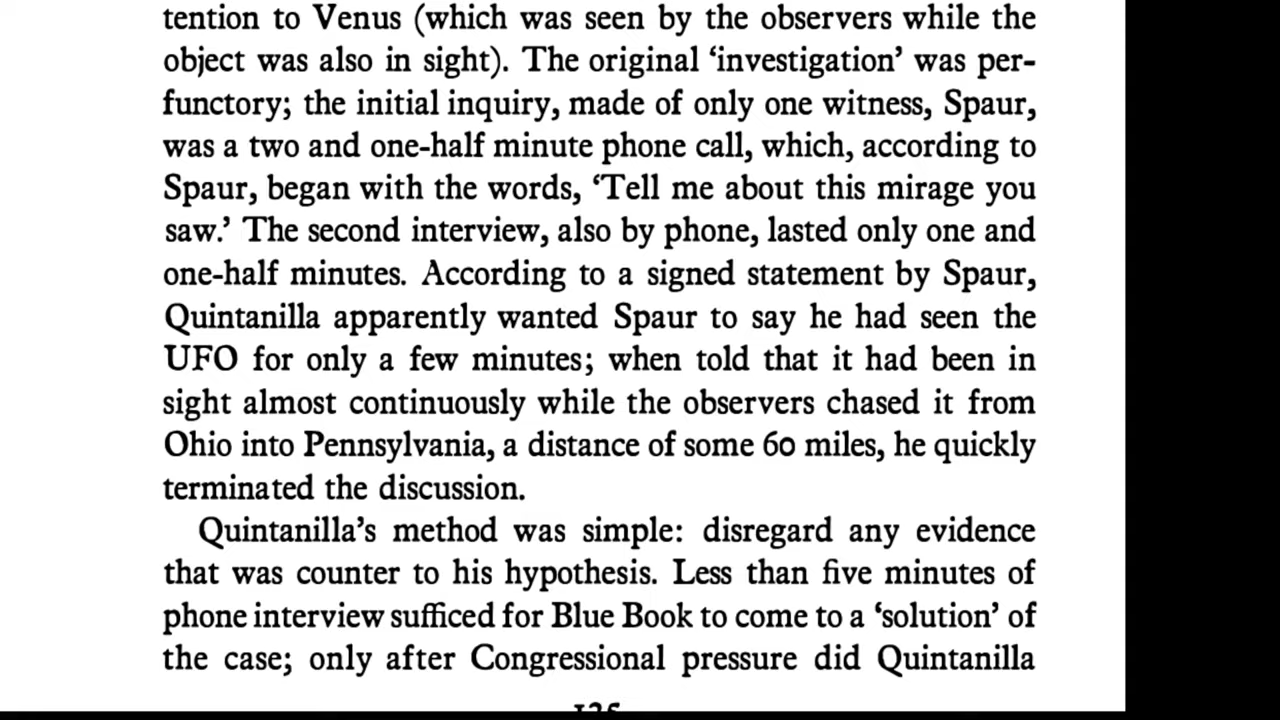 tention to Venus (which was seen by the observers while the
object was also in sight). The original ‘investigation’ was per-
functory; the initial inquiry, made of only one witness, Spaur,
was a two and one-half minute phone call, which, according to
Spaur, began with the words, ‘Tell me about this mirage you
saw.’ The second interview, also by phone, lasted only one and
one-half minutes. According to a signed statement by Spaur,
Quintanilla apparently wanted Spaur to say he had seen the
UFO for only a few minutes; when told that it had been in
sight almost continuously while the observers chased it from
Ohio into Pennsylvania, a distance of some 60 miles, he quickly
terminated the discussion.
Quintanilla’s method was simple: disregard any evidence
that was counter to his hypothesis. Less than five minutes of
phone interview sufficed for Blue Book to come to a ‘solution’ of
the case; only after Congressional pressure did Quintanilla